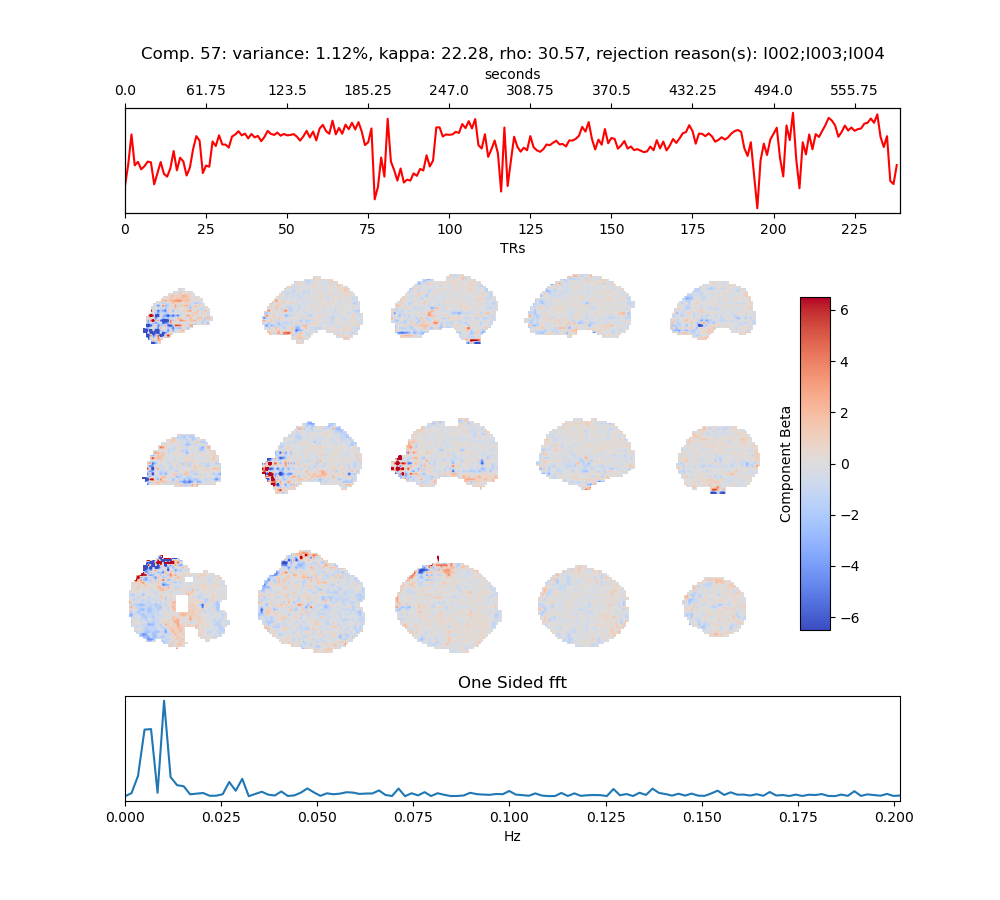 Comp. 57: variance: 1.12%, kappa: 22.28, rho: 30.57, rejection reason(s): I002;I003;I004
seconds
0.0 61.75 123.5 185.25 247.0 308.75 370.5 432.25 494.0 555.75
0 25 50 75 100 125 150 175 200 225
TRs
6
4
2
0
−2
−4
−6
Component Beta
One Sided fft
0.000 0.025 0.050 0.075 0.100 0.125 0.150 0.175 0.200
Hz